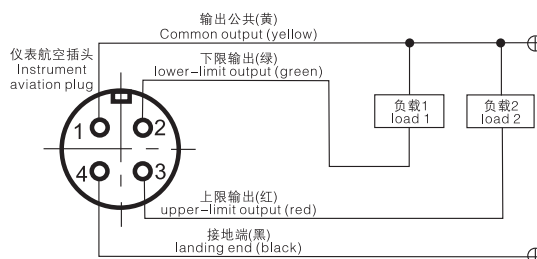 输出公共(黄)
Common output (yellow)
仪表航空插头
Instrument
aviation plug
下限输出(绿)
lower-limit output (green)
1
2
4
3
负载1
load 1
负载2
load 2
上限输出(红)
upper-limit output (red)
接地端(黑)
landing end (black)